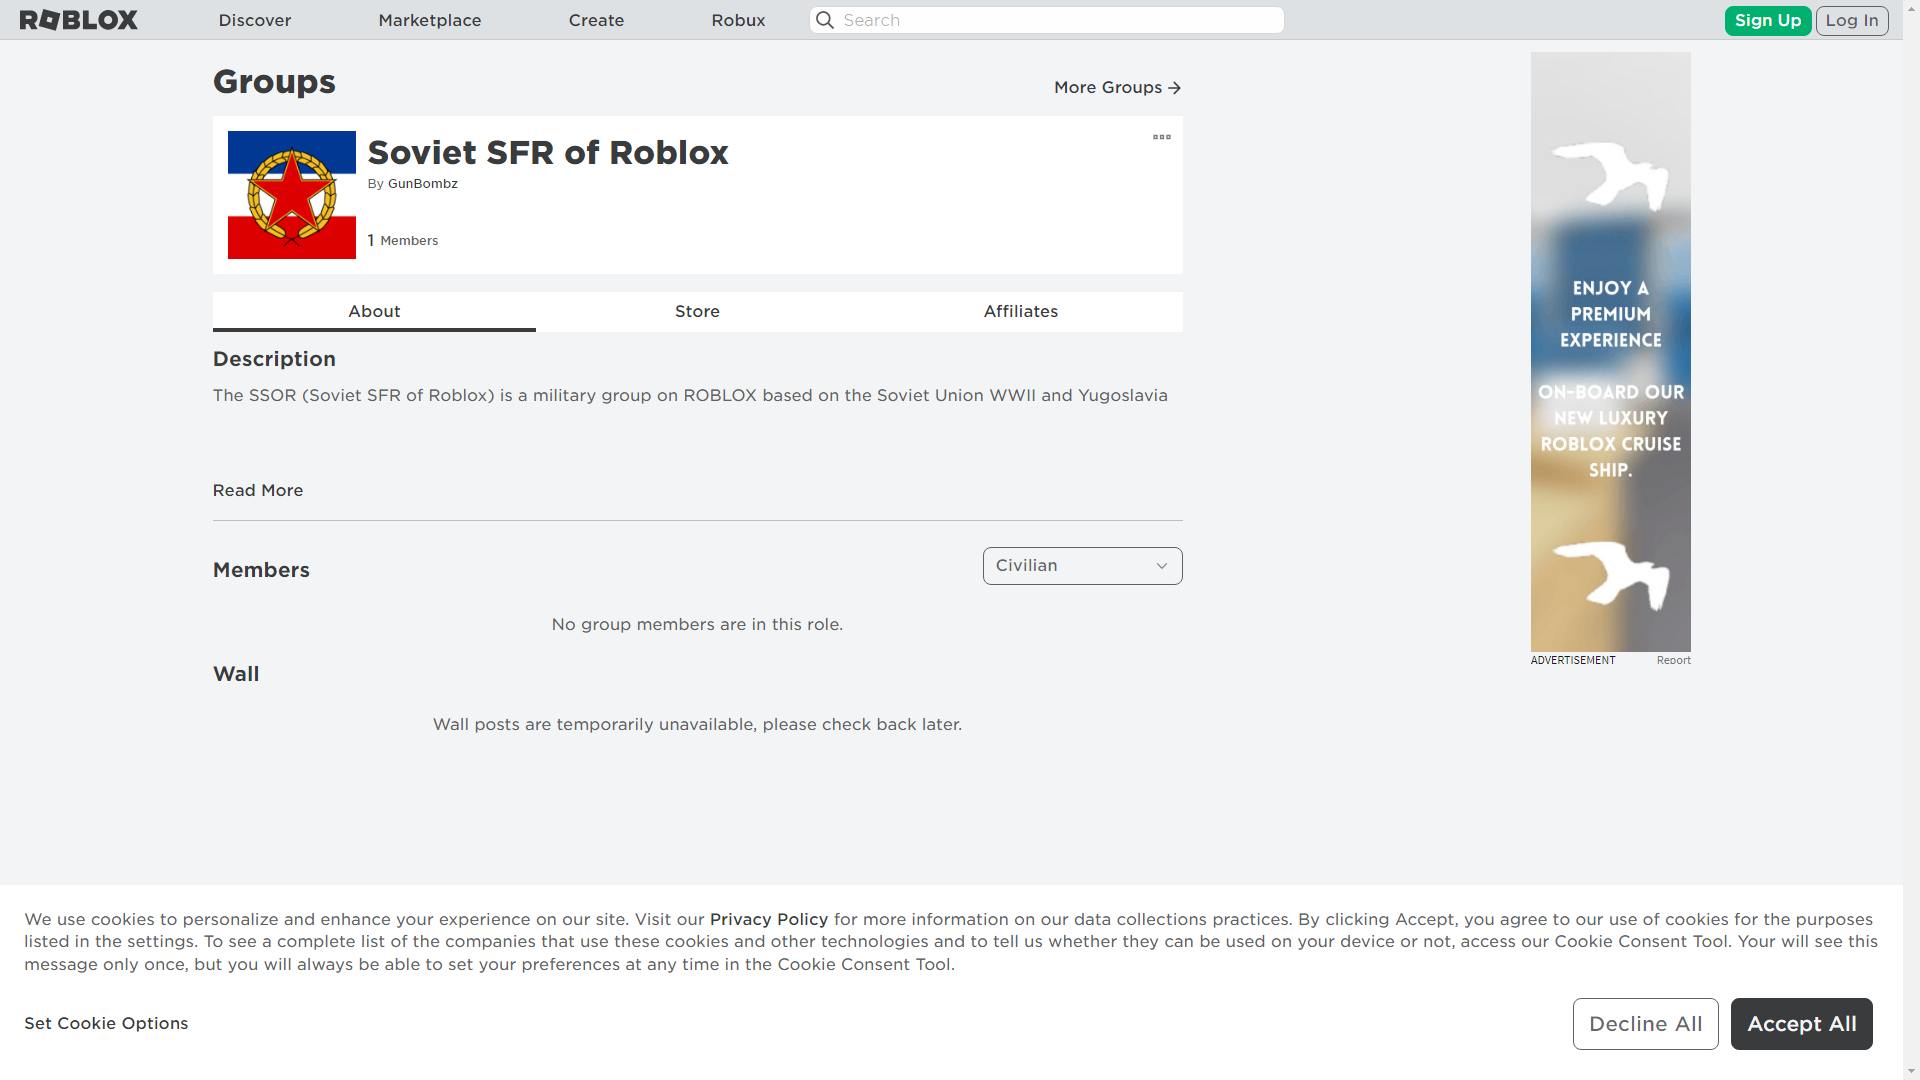 ROBLOX
Discover
Marketplace
Create
Robux
Search
Sign Up
Log In
Groups
More Groups
Soviet SFR of Roblox
By GunBombz
1 Members
About
Store
Affiliates
Description
The SSOR (Soviet SFR of Roblox) is a military group on ROBLOX based on the Soviet Union WWII and Yugoslavia
Read More
Members
Civilian
No group members are in this role.
Wall
Wall posts are temporarily unavailable, please check back later.
ENJOY A
PREMIUM
EXPERIENCE
ON-BOARD OUR
NEW LUXURY
ROBLOX CRUISE
SHIP.
ADVERTISEMENT
Report
We use cookies to personalize and enhance your experience on our site. Visit our Privacy Policy for more information on our data collections practices. By clicking Accept, you agree to our use of cookies for the purposes
listed in the settings. To see a complete list of the companies that use these cookies and other technologies and to tell us whether they can be used on your device or not, access our Cookie Consent Tool. Your will see this
message only once, but you will always be able to set your preferences at any time in the Cookie Consent Tool.
Set Cookie Options
Decline All
Accept All